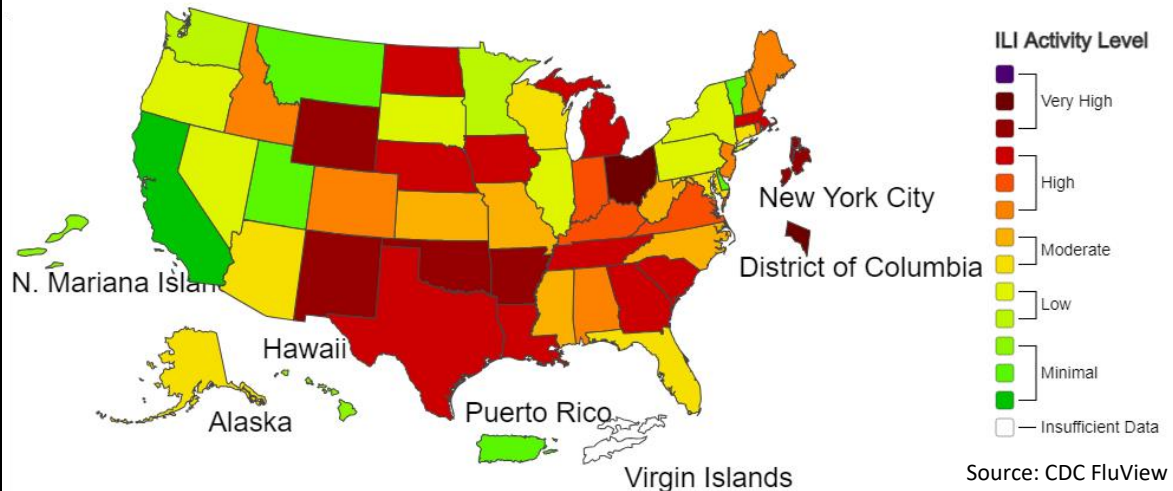 ILI Activity Level
Very High
High
Moderate
Low
Minimal
Insufficient Data
New York City
District of Columbia
N. Mariana Islan
Hawaii
Alaska
Puerto Rico
Virgin Islands
Source: CDC FluView